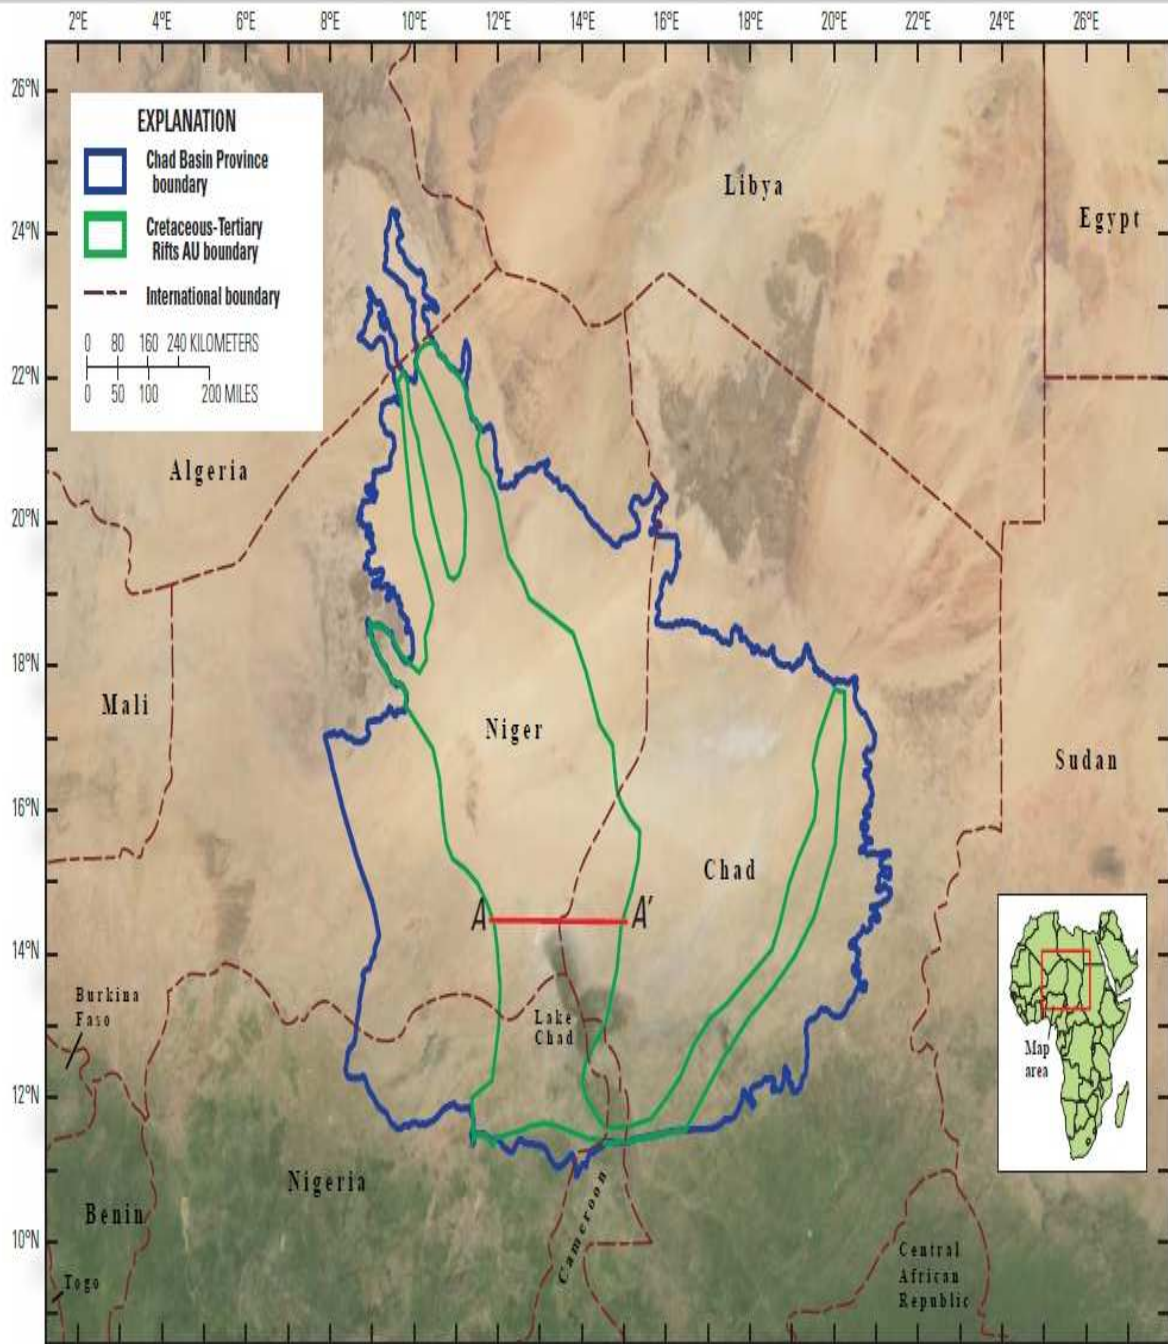 2°E 4°E 6°E 8°E 10°E 12°E 14°E 16°E 18°E 20°E 22°E 24°E 26°E
26°N
24°N
22°N
20°N
18°N
16°N
14°N
12°N
10°N
EXPLANATION
Chad Basin Province
boundary
Cretaceous-Tertiary
Rifts AU boundary
International boundary
0 80 160 240 KILOMETERS
0 50 100 200 MILES
Libya
Egypt
Algeria
Mali
Niger
Sudan
Chad
A A'
Burkina
Faso
Lake
Chad
Map
area
Nigeria
Benin
Cameroon
Togo
Central
African
Republic